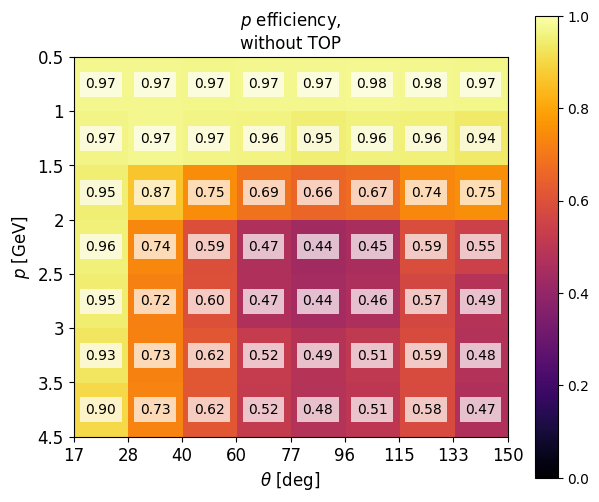 p efficiency,
without TOP
1.0
0.5
0.97 0.97 0.97 0.97 0.97 0.98 0.98 0.97
1
0.97 0.97 0.97 0.96 0.95 0.96 0.96 0.94
0.8
1.5
0.95 0.87 0.75 0.69 0.66 0.67 0.74 0.75
2
0.6
0.96 0.74 0.59 0.47 0.44 0.45 0.59 0.55
p [GeV]
2.5
0.95 0.72 0.60 0.47 0.44 0.46 0.57 0.49
0.4
3
0.93 0.73 0.62 0.52 0.49 0.51 0.59 0.48
3.5
0.2
0.90 0.73 0.62 0.52 0.48 0.51 0.58 0.47
4.5
17 28 40 60 77 96 115 133 150
0.0
θ [deg]